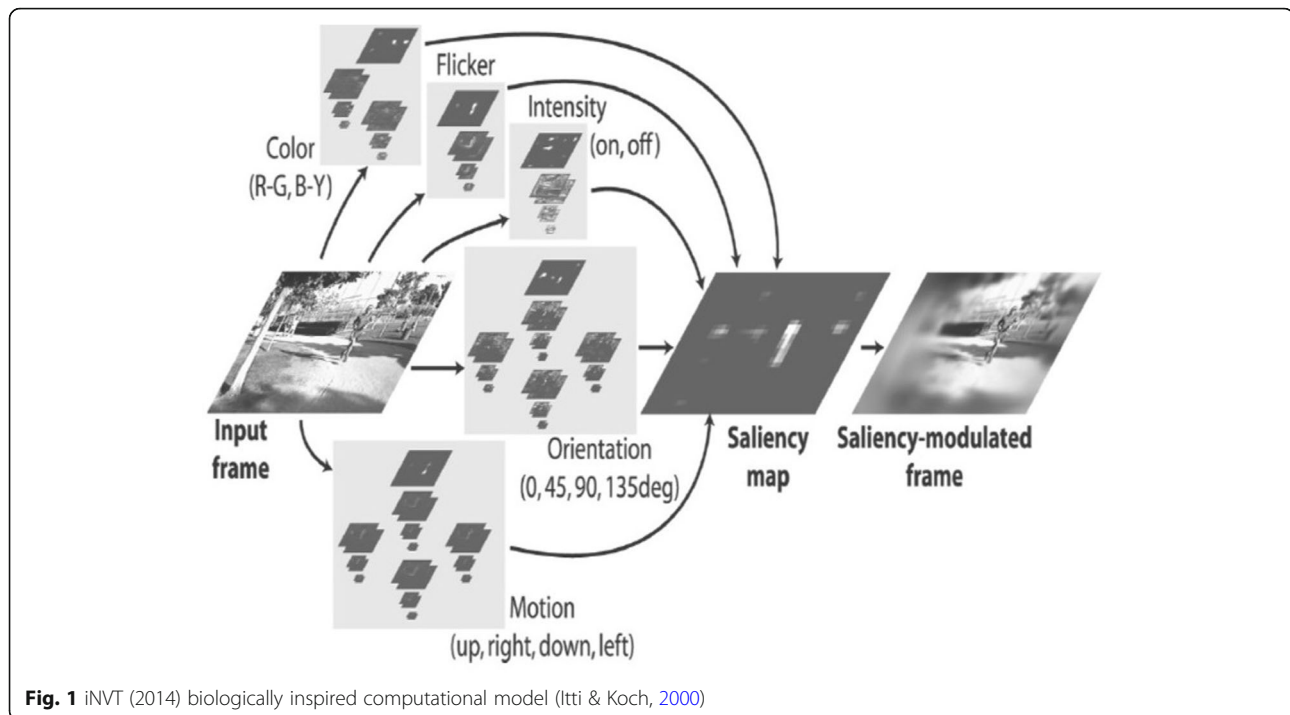 Flicker
Intensity
(on, off)
Color
(R-G, B-Y)
Input
frame
Orientation
(0, 45, 90, 135deg)
Saliency
map
Saliency-modulated
frame
Motion
(up, right, down, left)
Fig. 1 iNVT (2014) biologically inspired computational model (Itti & Koch, 2000)